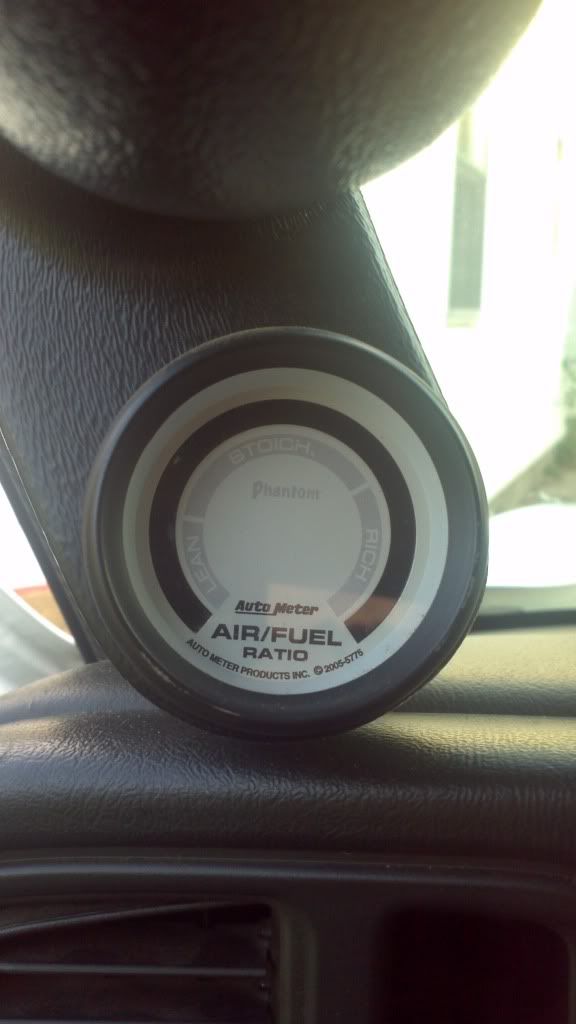 STOICH.
Phantom
LEAN
RICH
Auto Meter
AIR/FUEL
RATIO
AUTO METER PRODUCTS INC. © 2005-5775